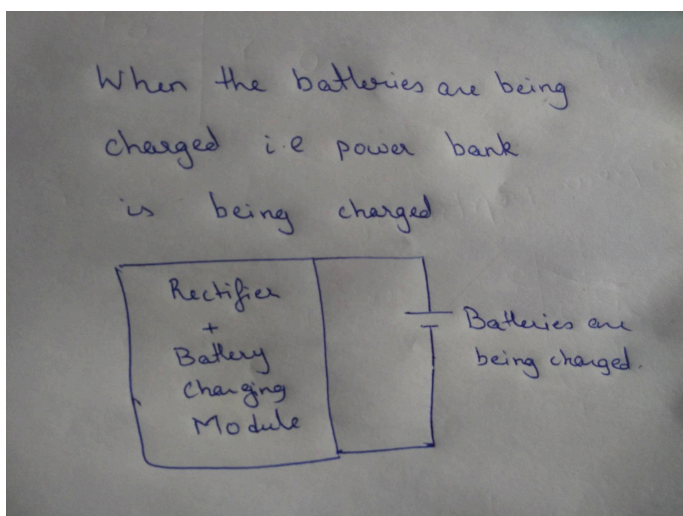 When the batteries are being
charged i.e power bank
is being charged
Rectifier
+
Battery
Charging
Module
Batteries are
being charged.